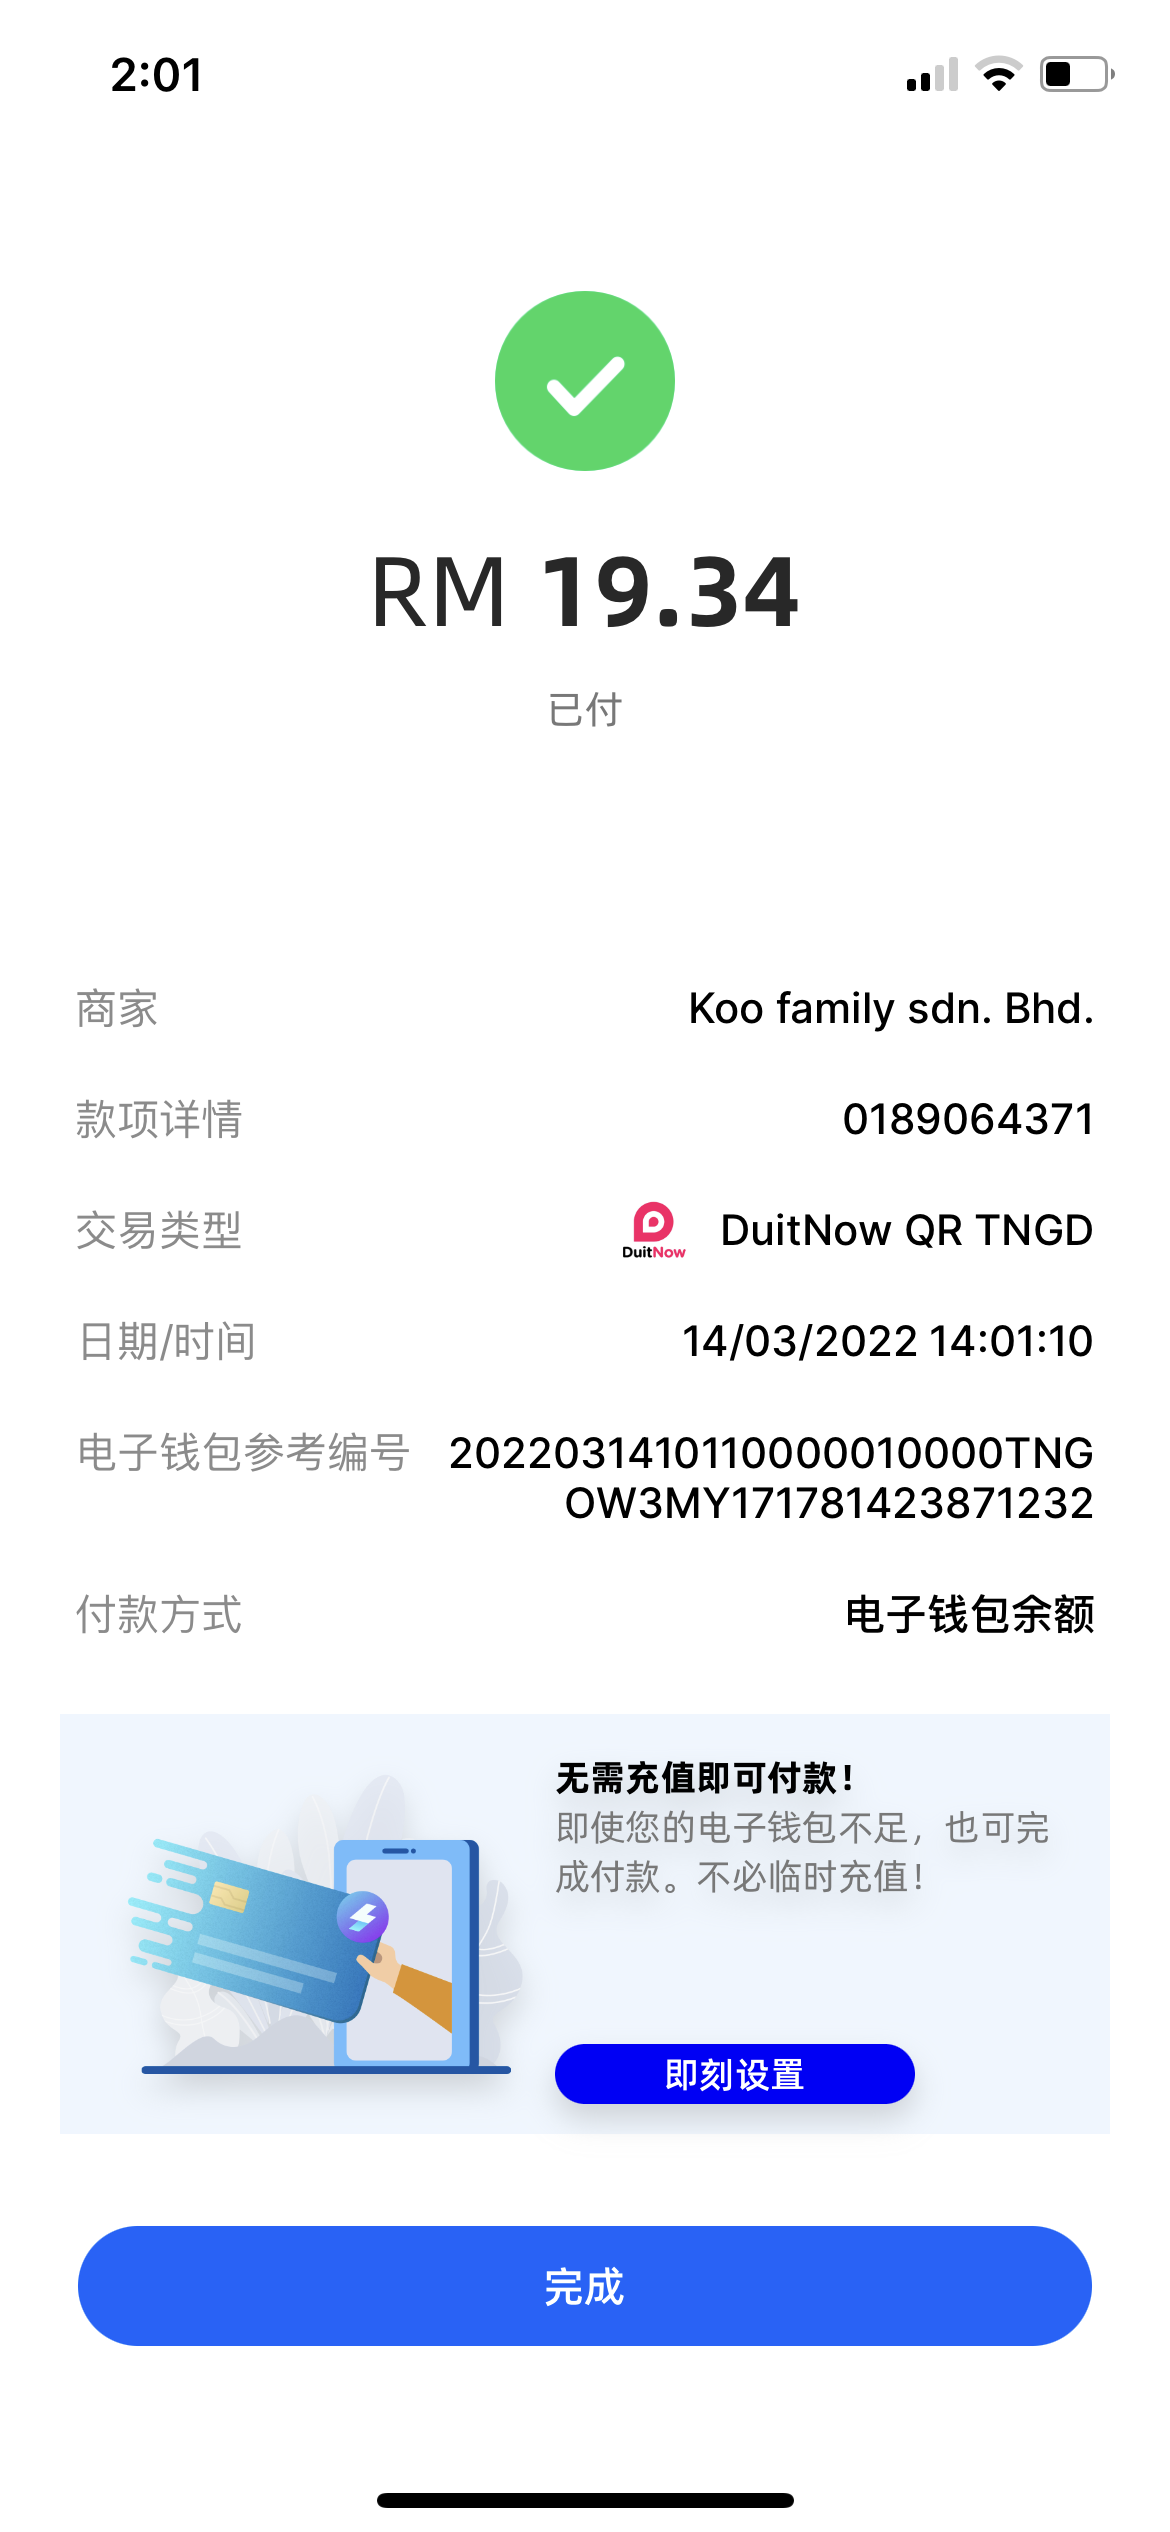 2:01
RM 19.34
已付
商家 Koo family sdn. Bhd.
款项详情 0189064371
交易类型 DuitNow DuitNow QR TNGD
日期/时间 14/03/2022 14:01:10
电子钱包参考编号 20220314101110000010000TNG
OW3MY171781423871232
付款方式 电子钱包余额
无需充值即可付款！
即使您的电子钱包不足，也可完
成付款。不必临时充值！
即刻设置
完成